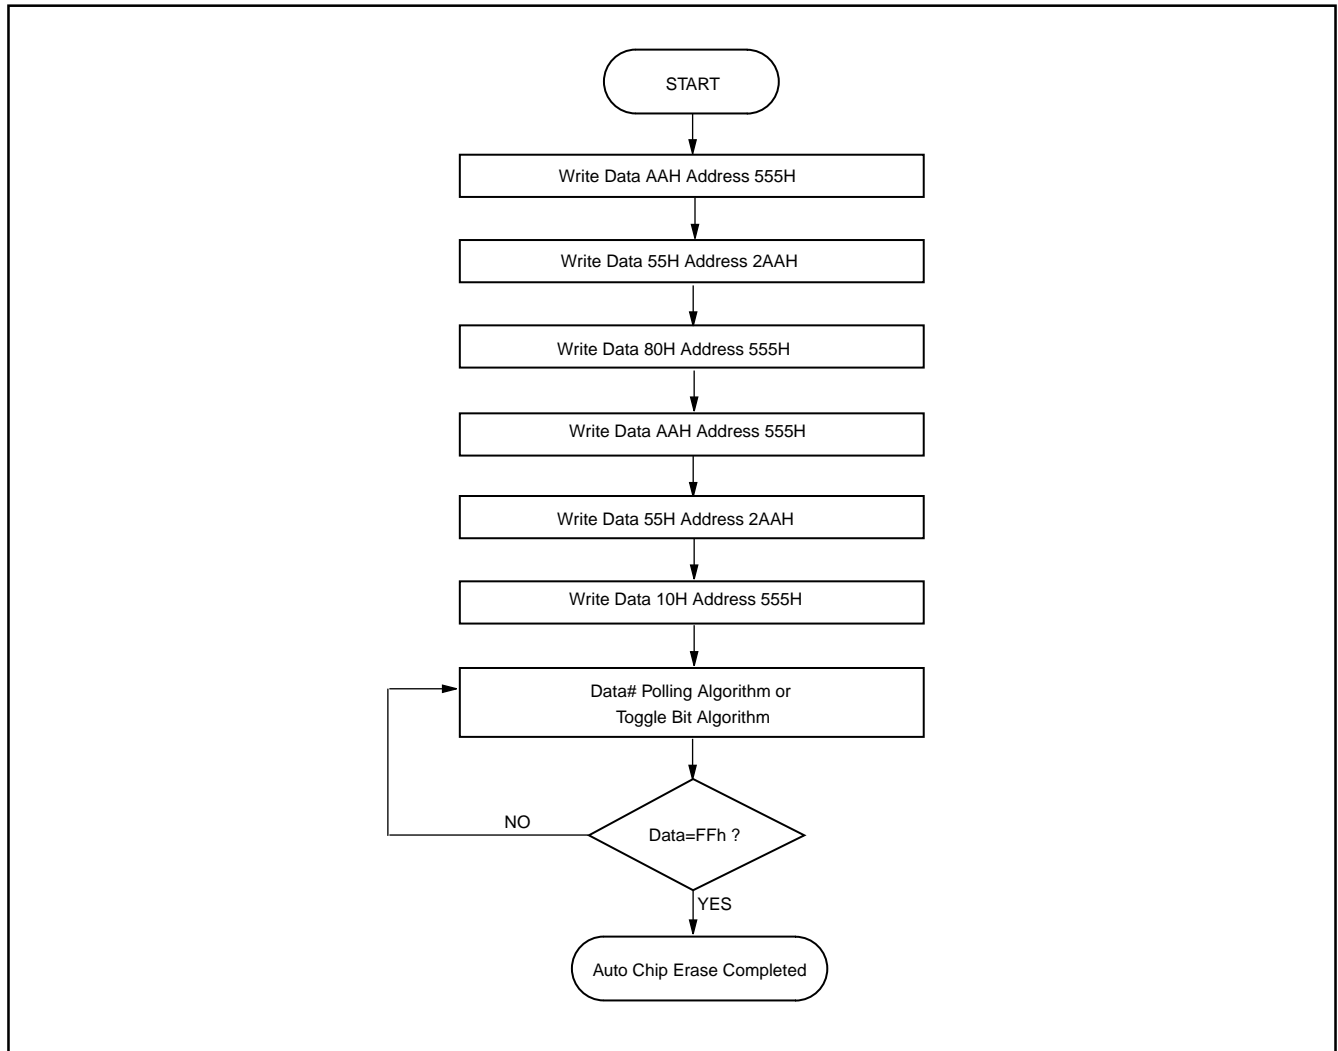 START
Write Data AAH Address 555H
Write Data 55H Address 2AAH
Write Data 80H Address 555H
Write Data AAH Address 555H
Write Data 55H Address 2AAH
Write Data 10H Address 555H
Data# Polling Algorithm or
Toggle Bit Algorithm
NO
Data=FFh ?
YES
Auto Chip Erase Completed